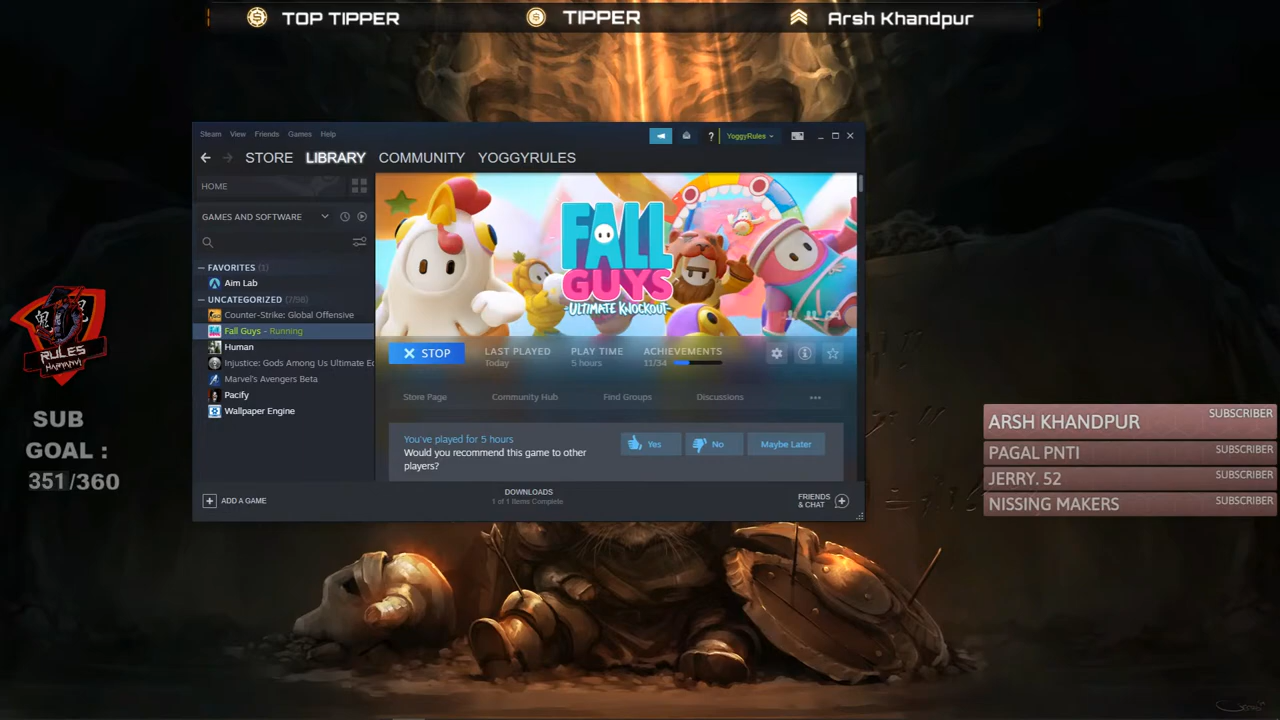 TOP TIPPER
TIPPER
Arsh Khandpur
Steam View Friends Games Help
? YoggyRules
STORE LIBRARY COMMUNITY YOGGYRULES
HOME
GAMES AND SOFTWARE
— FAVORITES (1)
Aim Lab
— UNCATEGORIZED (7/56)
Counter-Strike: Global Offensive
Fall Guys - Running
Human
Injustice: Gods Among Us Ultimate Ec
Marvel's Avengers Beta
Pacify
Wallpaper Engine
ADD A GAME
FALL
GUYS
-ULTIMATE KNOCKOUT-
STOP
LAST PLAYED
Today
PLAY TIME
5 hours
ACHIEVEMENTS
11/34
Store Page Community Hub Find Groups Discussions ...
You've played for 5 hours
Would you recommend this game to other
players?
Yes No Maybe Later
DOWNLOADS
1 of 1 Items Complete
FRIENDS
& CHAT
RULES
HARYANVI
SUB
GOAL :
351/360
ARSH KHANDPUR SUBSCRIBER
PAGAL PNTI SUBSCRIBER
JERRY. 52 SUBSCRIBER
NISSING MAKERS SUBSCRIBER